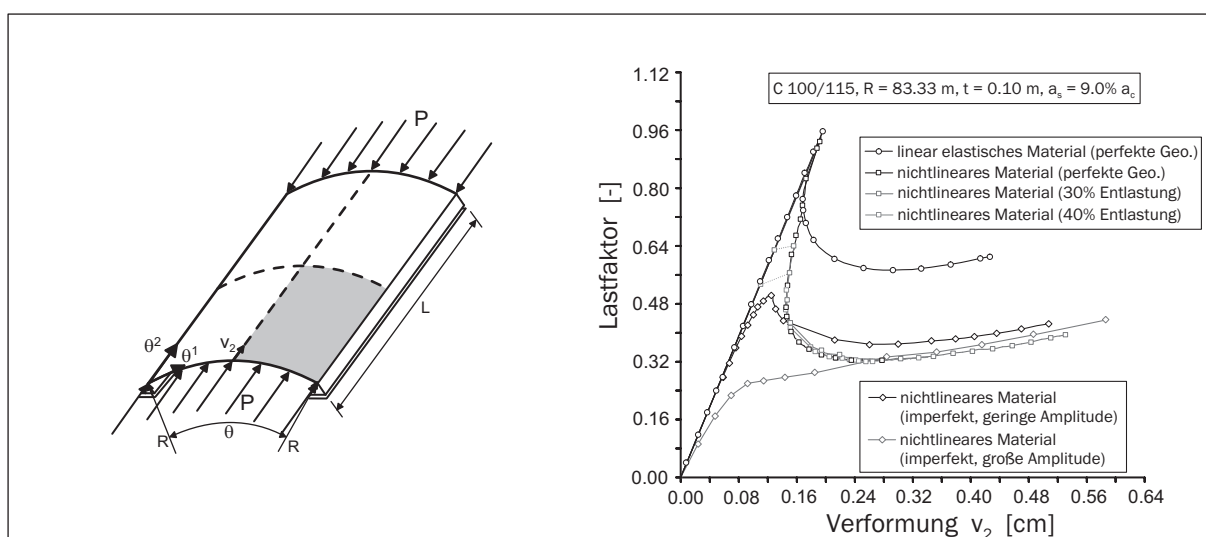 P
L
θ²
θ¹
v₂
P
R
θ
R
Lastfaktor [-]
1.12
0.96
0.80
0.64
0.48
0.32
0.16
0.00
C 100/115, R = 83.33 m, t = 0.10 m, aₛ = 9.0% a꜀
linear elastisches Material (perfekte Geo.)
nichtlineares Material (perfekte Geo.)
nichtlineares Material (30% Entlastung)
nichtlineares Material (40% Entlastung)
nichtlineares Material
(imperfekt, geringe Amplitude)
nichtlineares Material
(imperfekt, große Amplitude)
0.00 0.08 0.16 0.24 0.32 0.40 0.48 0.56 0.64
Verformung v₂ [cm]